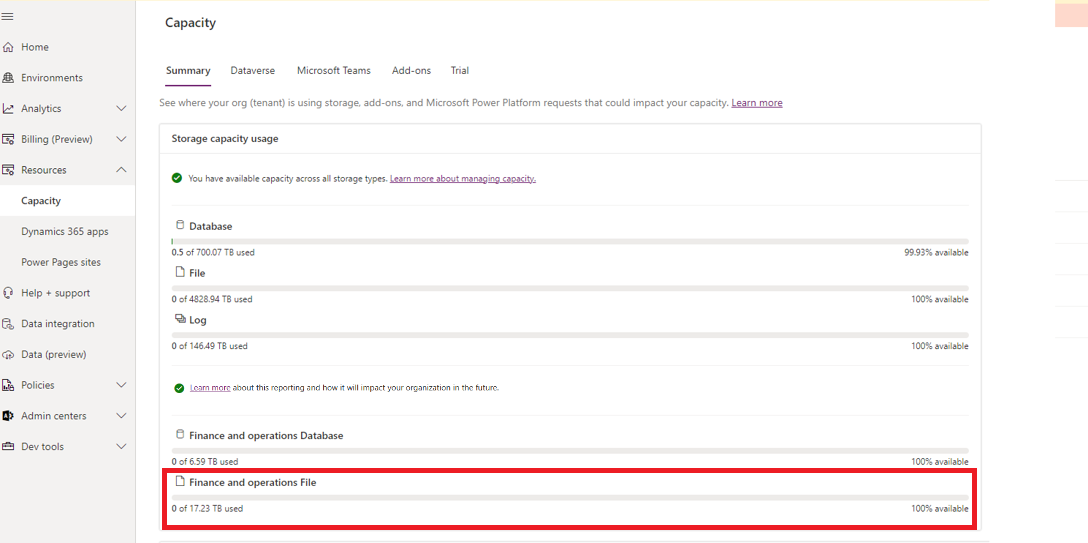 Capacity
Home
Environments
Analytics
Billing (Preview)
Resources
Capacity
Dynamics 365 apps
Power Pages sites
Help + support
Data integration
Data (preview)
Policies
Admin centers
Dev tools
Summary Dataverse Microsoft Teams Add-ons Trial
See where your org (tenant) is using storage, add-ons, and Microsoft Power Platform requests that could impact your capacity. Learn more
Storage capacity usage
You have available capacity across all storage types. Learn more about managing capacity.
Database
0.5 of 700.07 TB used 99.93% available
File
0 of 4828.94 TB used 100% available
Log
0 of 146.49 TB used 100% available
Learn more about this reporting and how it will impact your organization in the future.
Finance and operations Database
0 of 6.59 TB used 100% available
Finance and operations File
0 of 17.23 TB used 100% available